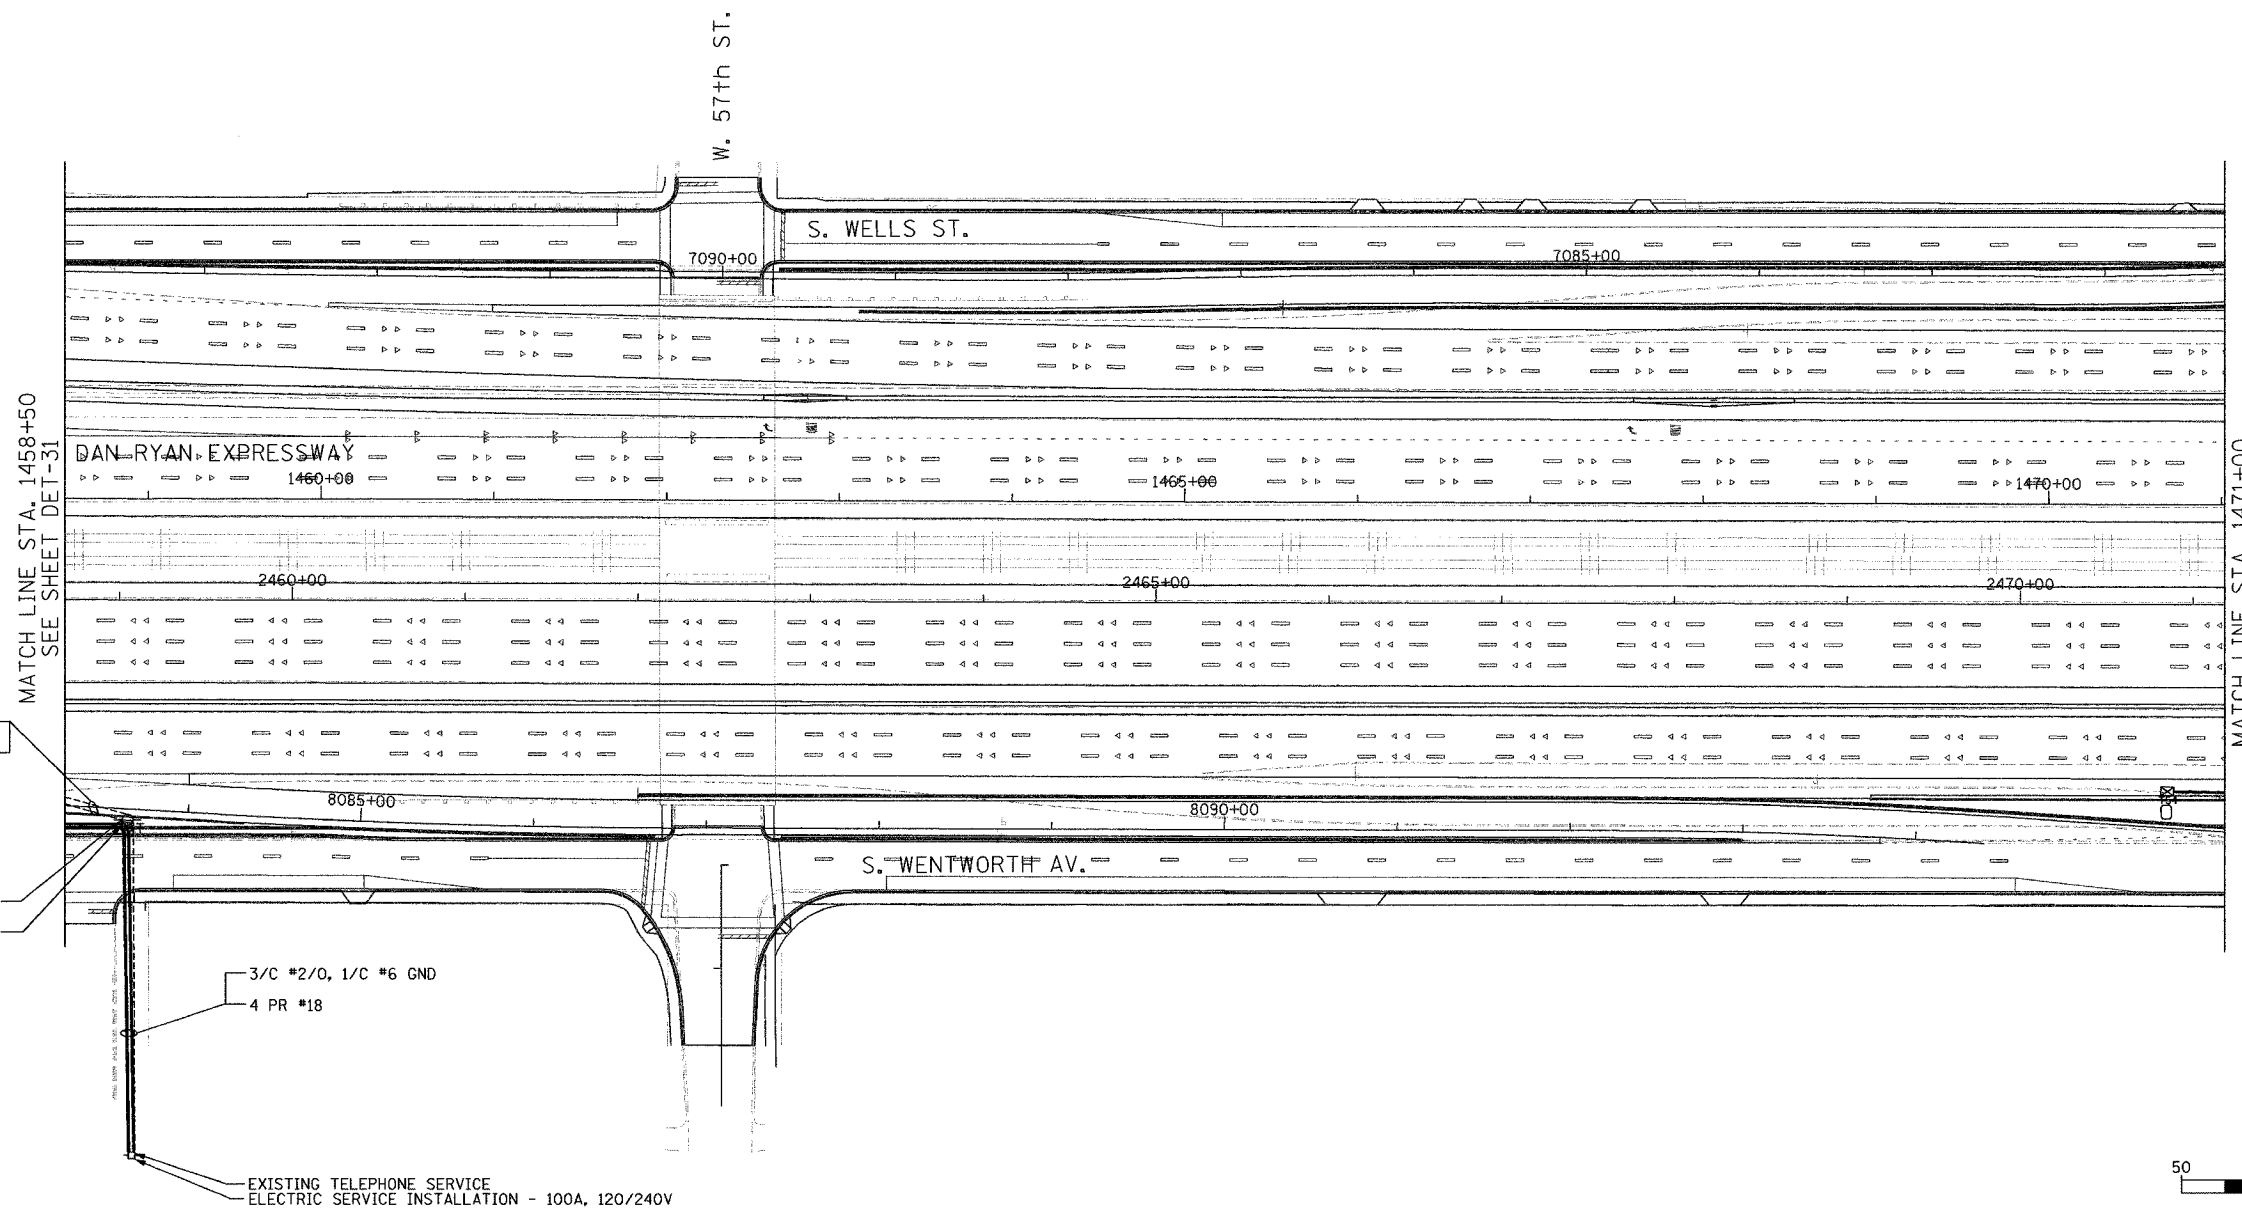 W. 57th ST.
S. WELLS ST.
7090+00
7085+00
MATCH LINE STA. 1458+50
SEE SHEET DET-31
DAN RYAN EXPRESSWAY
1460+00
1465+00
1470+00
MATCH LINE STA. 1471+00
2460+00
2465+00
2470+00
8085+00
8090+00
S. WENTWORTH AV.
3/C #2/0, 1/C #6 GND
4 PR #18
EXISTING TELEPHONE SERVICE
ELECTRIC SERVICE INSTALLATION - 100A, 120/240V
50